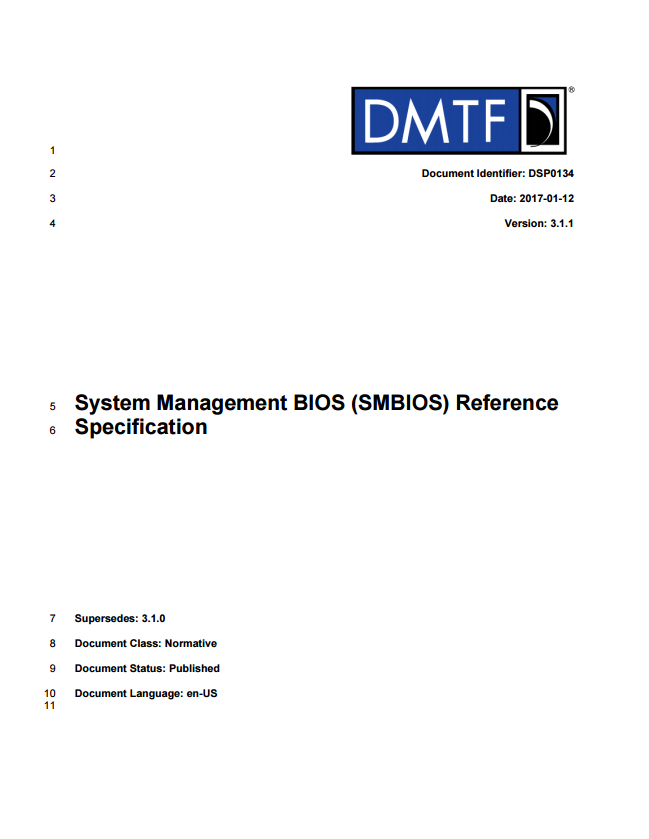 DMTF®
1
2 Document Identifier: DSP0134
3 Date: 2017-01-12
4 Version: 3.1.1
5 System Management BIOS (SMBIOS) Reference
6 Specification
7 Supersedes: 3.1.0
8 Document Class: Normative
9 Document Status: Published
10 Document Language: en-US
11